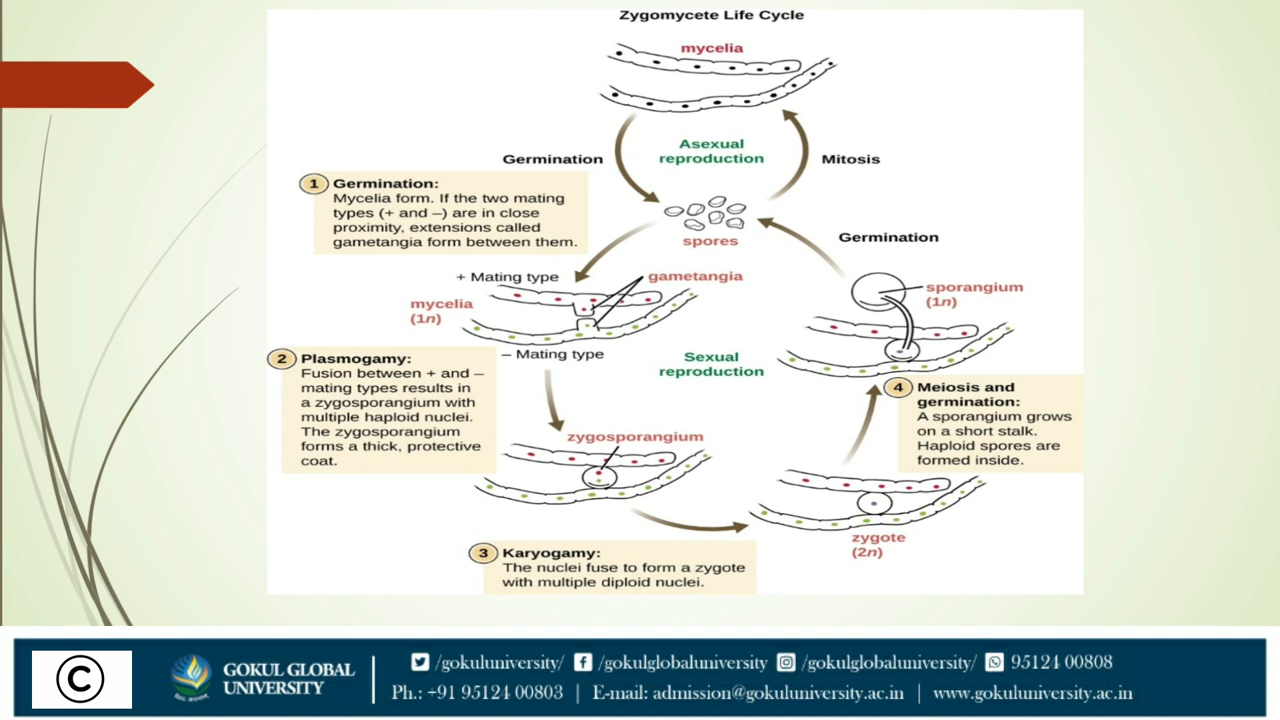 Zygomycete Life Cycle
mycelia
Asexual
reproduction
Germination
Mitosis
1 Germination:
Mycelia form. If the two mating
types (+ and –) are in close
proximity, extensions called
gametangia form between them.
spores
Germination
+ Mating type
gametangia
mycelia
(1n)
sporangium
(1n)
– Mating type
2 Plasmogamy:
Fusion between + and –
mating types results in
a zygosporangium with
multiple haploid nuclei.
The zygosporangium
forms a thick, protective
coat.
Sexual
reproduction
4 Meiosis and
germination:
A sporangium grows
on a short stalk.
Haploid spores are
formed inside.
zygosporangium
zygote
(2n)
3 Karyogamy:
The nuclei fuse to form a zygote
with multiple diploid nuclei.
©
GOKUL GLOBAL
UNIVERSITY
/gokuluniversity/ /gokulglobaluniversity /gokulglobaluniversity/ 95124 00808
Ph.: +91 95124 00803 | E-mail: admission@gokuluniversity.ac.in | www.gokuluniversity.ac.in